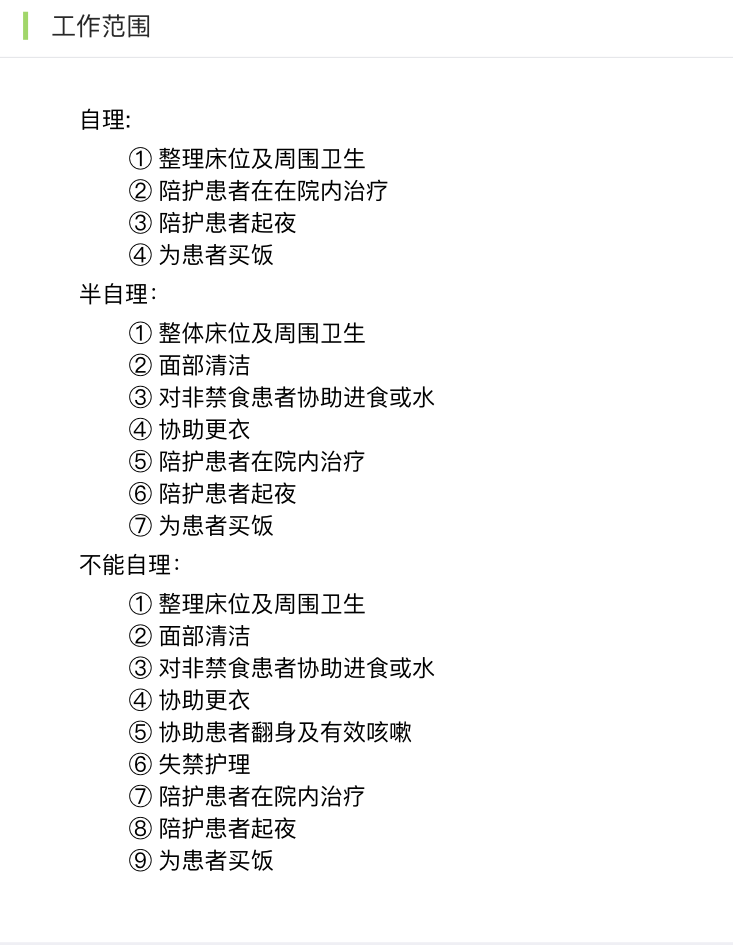 工作范围
自理:
① 整理床位及周围卫生
② 陪护患者在在院内治疗
③ 陪护患者起夜
④ 为患者买饭
半自理：
① 整体床位及周围卫生
② 面部清洁
③ 对非禁食患者协助进食或水
④ 协助更衣
⑤ 陪护患者在院内治疗
⑥ 陪护患者起夜
⑦ 为患者买饭
不能自理：
① 整理床位及周围卫生
② 面部清洁
③ 对非禁食患者协助进食或水
④ 协助更衣
⑤ 协助患者翻身及有效咳嗽
⑥ 失禁护理
⑦ 陪护患者在院内治疗
⑧ 陪护患者起夜
⑨ 为患者买饭